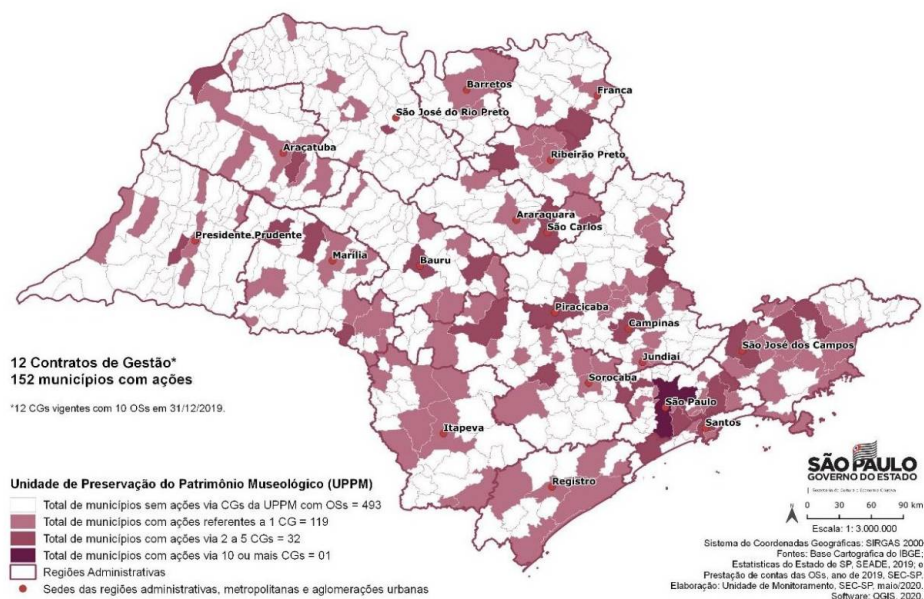 Barretos
Franca
São José do Rio Preto
Araçatuba
Ribeirão Preto
Araraquara
São Carlos
Presidente Prudente
Marília
Bauru
Piracicaba
Campinas
São José dos Campos
Jundiaí
Sorocaba
São Paulo
Santos
Itapeva
Registro
12 Contratos de Gestão*
152 municípios com ações
*12 CGs vigentes com 10 OSs em 31/12/2019.
Unidade de Preservação do Patrimônio Museológico (UPPM)
Total de municípios sem ações via CGs da UPPM com OSs = 493
Total de municípios com ações referentes a 1 CG = 119
Total de municípios com ações via 2 a 5 CGs = 32
Total de municípios com ações via 10 ou mais CGs = 01
Regiões Administrativas
Sedes das regiões administrativas, metropolitanas e aglomerações urbanas
SÃO PAULO
GOVERNO DO ESTADO
Secretaria de Cultura e Economia Criativa
N
0 30 60 90 km
Escala: 1: 3.000.000
Sistema de Coordenadas Geográficas: SIRGAS 2000
Fontes: Base Cartográfica do IBGE;
Estatísticas do Estado de SP, SEADE, 2019; e
Prestação de contas das OSs, ano de 2019, SEC-SP.
Elaboração: Unidade de Monitoramento, SEC-SP, maio/2020.
Software: QGIS, 2020.